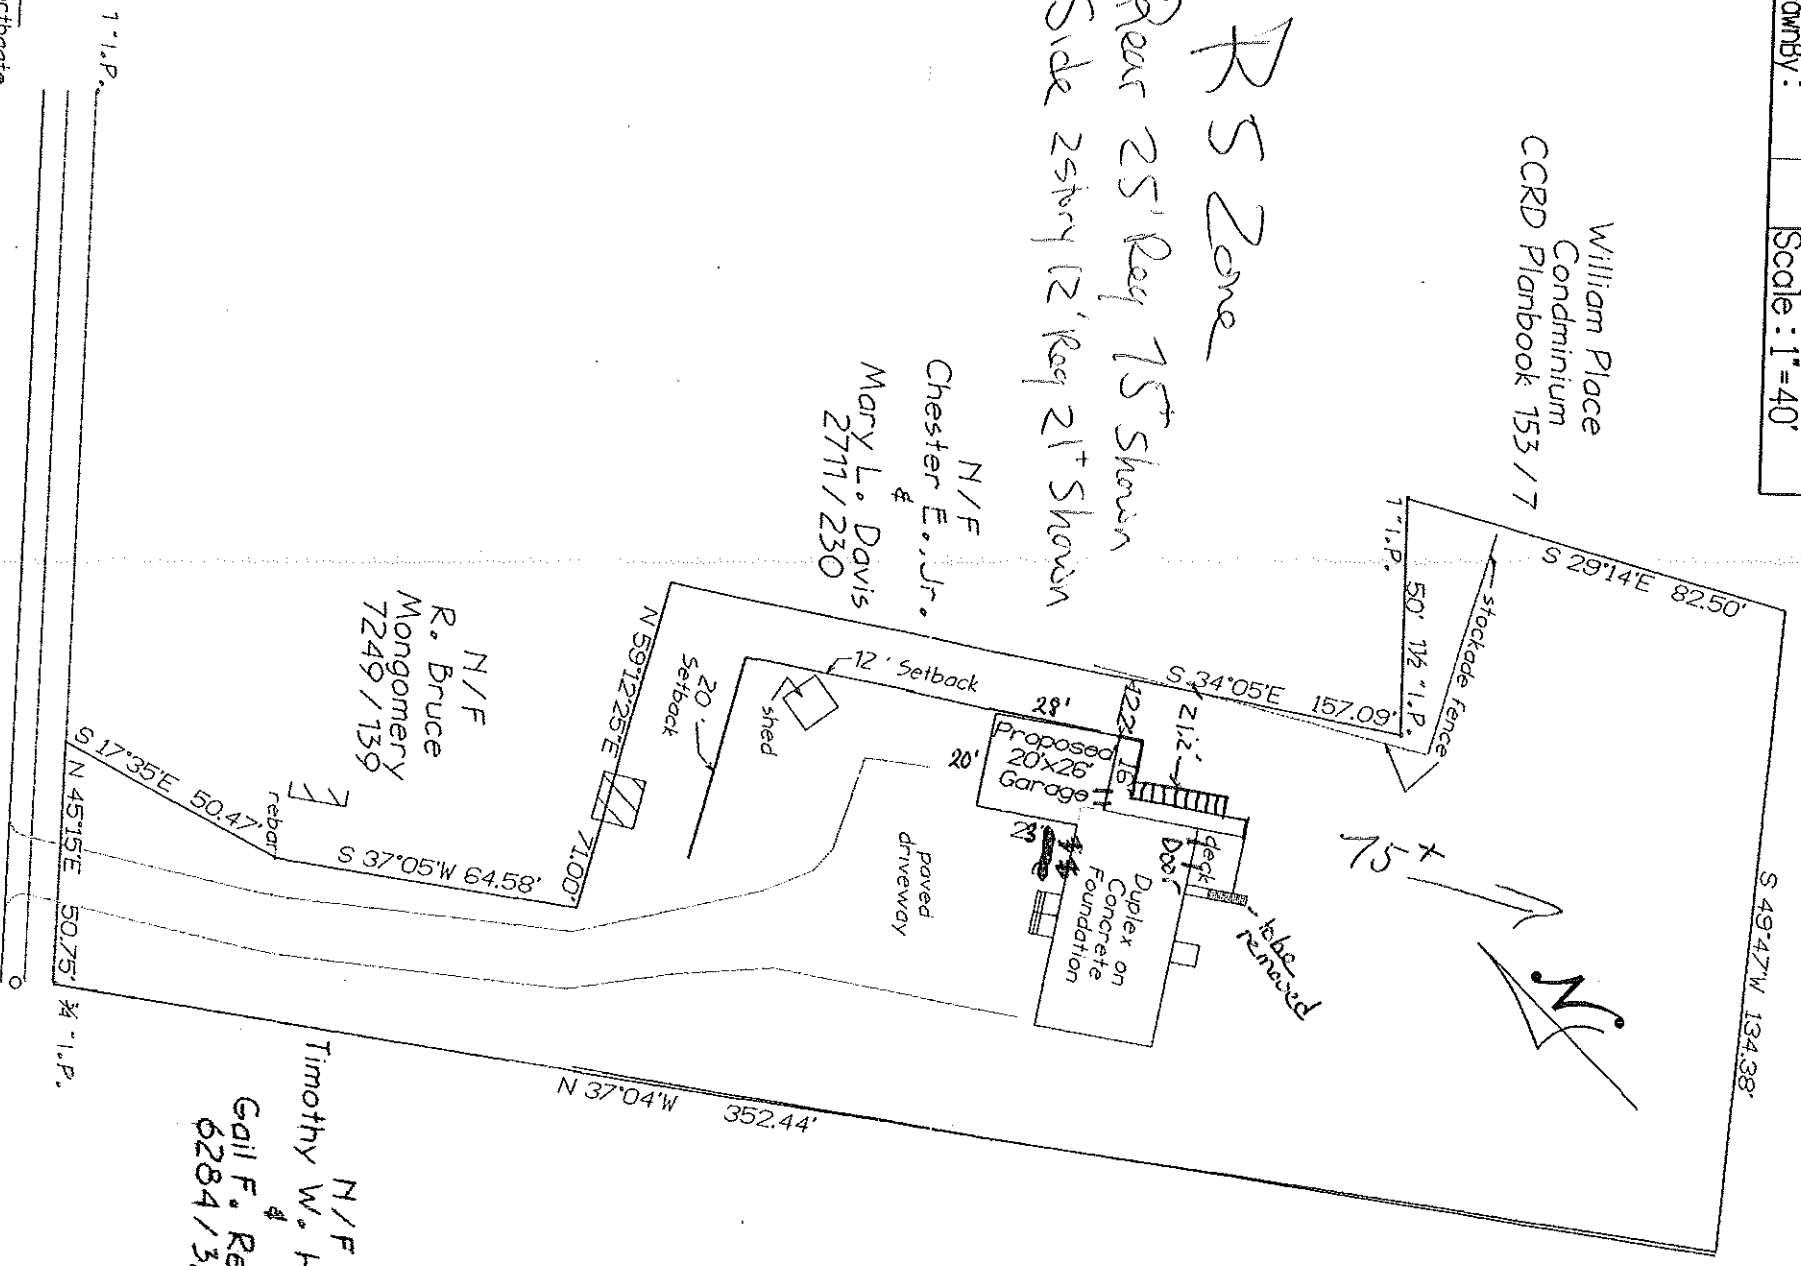 Scale: 1"=40'
William Place
Condminium
CCRD Planbook 153/7
RS Zone
Rear 25' Req 75+ Shown
Side 2story 12' Req 21+ Shown
N/F
Chester E., Jr.
&
Mary L. Davis
2711/230
N/F
R. Bruce
Mongomery
7249/139
N/F
Timothy W.
&
Gail F.
1" I.P.
50'
1½" I.P.
stockade fence
S 29°14'E 82.50'
S 49°47'W 134.38'
S 34°05'E 157.09'
N 59°12'25"E
71.00'
S 37°05'W 64.58'
rebar
S 17°35'E 50.47'
N 45°15'E 50.75'
¾" I.P.
1" I.P.
N 37°04'W 352.44'
20'
Setback
12' Setback
shed
28'
Proposed
20'x26'
Garage
20'
16'
21.2'
deck
Door
Duplex on
Concrete
Foundation
to be
removed
paved
driveway
75+
N